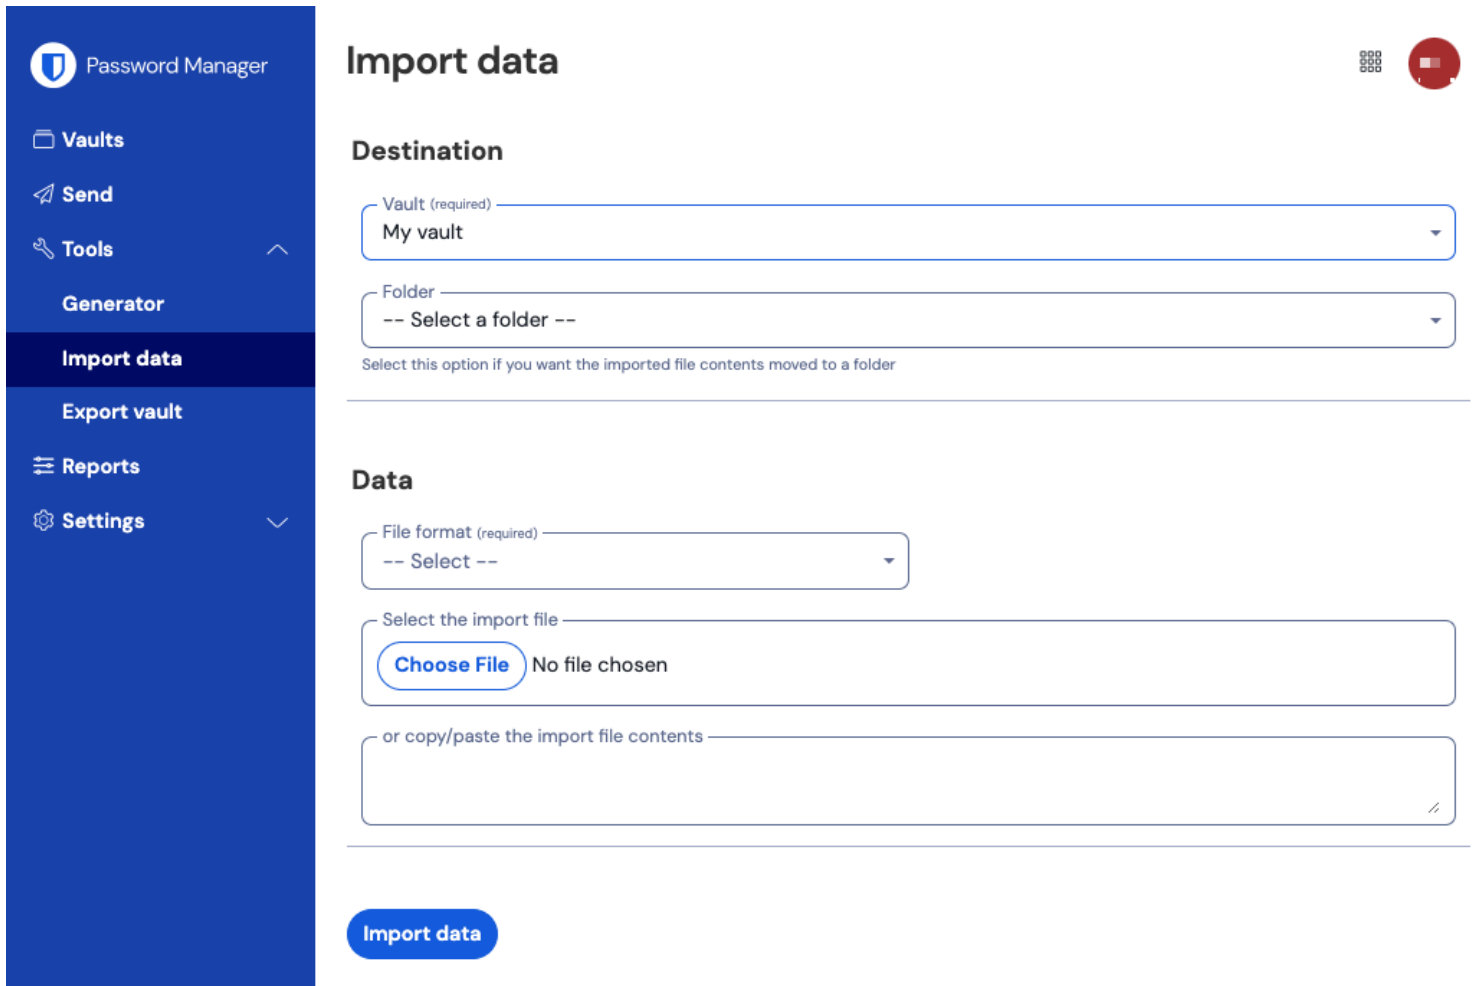 Password Manager
Vaults
Send
Tools
Generator
Import data
Export vault
Reports
Settings
Import data
Destination
Vault (required)
My vault
Folder
-- Select a folder --
Select this option if you want the imported file contents moved to a folder
Data
File format (required)
-- Select --
Select the import file
Choose File No file chosen
or copy/paste the import file contents
Import data